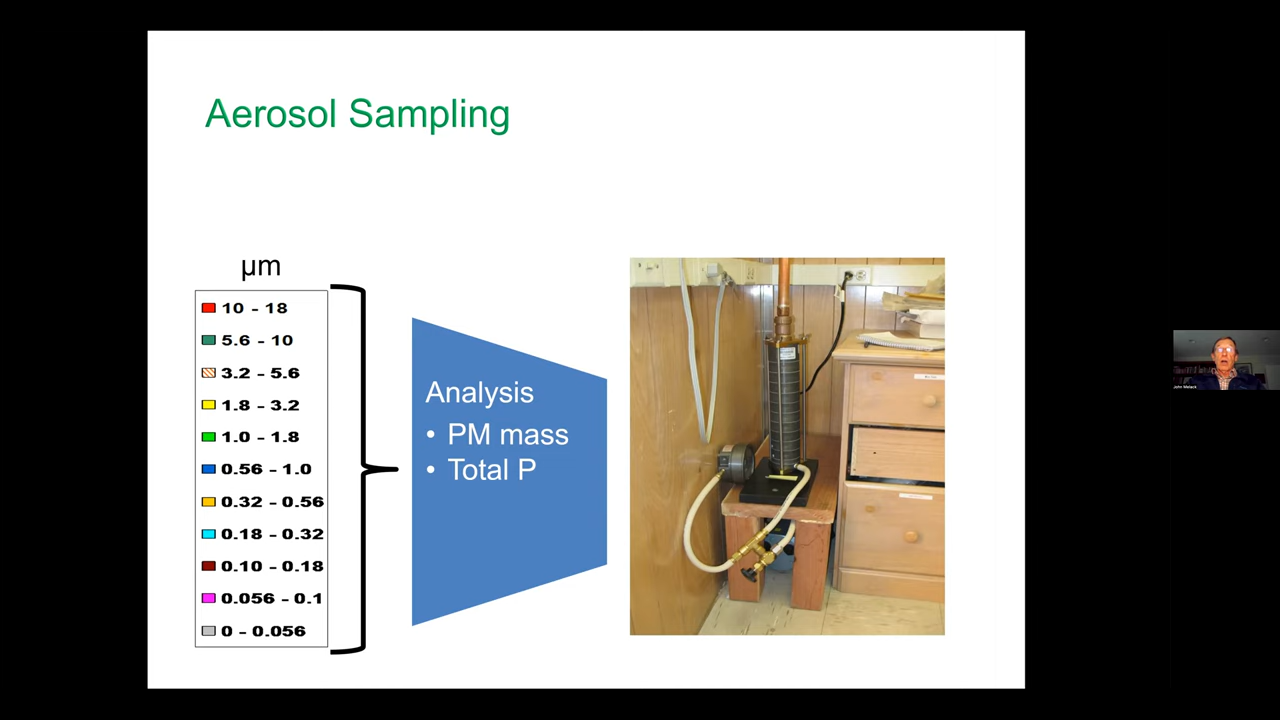 Aerosol Sampling
µm
10 - 18
5.6 - 10
3.2 - 5.6
1.8 - 3.2
1.0 - 1.8
0.56 - 1.0
0.32 - 0.56
0.18 - 0.32
0.10 - 0.18
0.056 - 0.1
0 - 0.056
Analysis
• PM mass
• Total P
John Melack